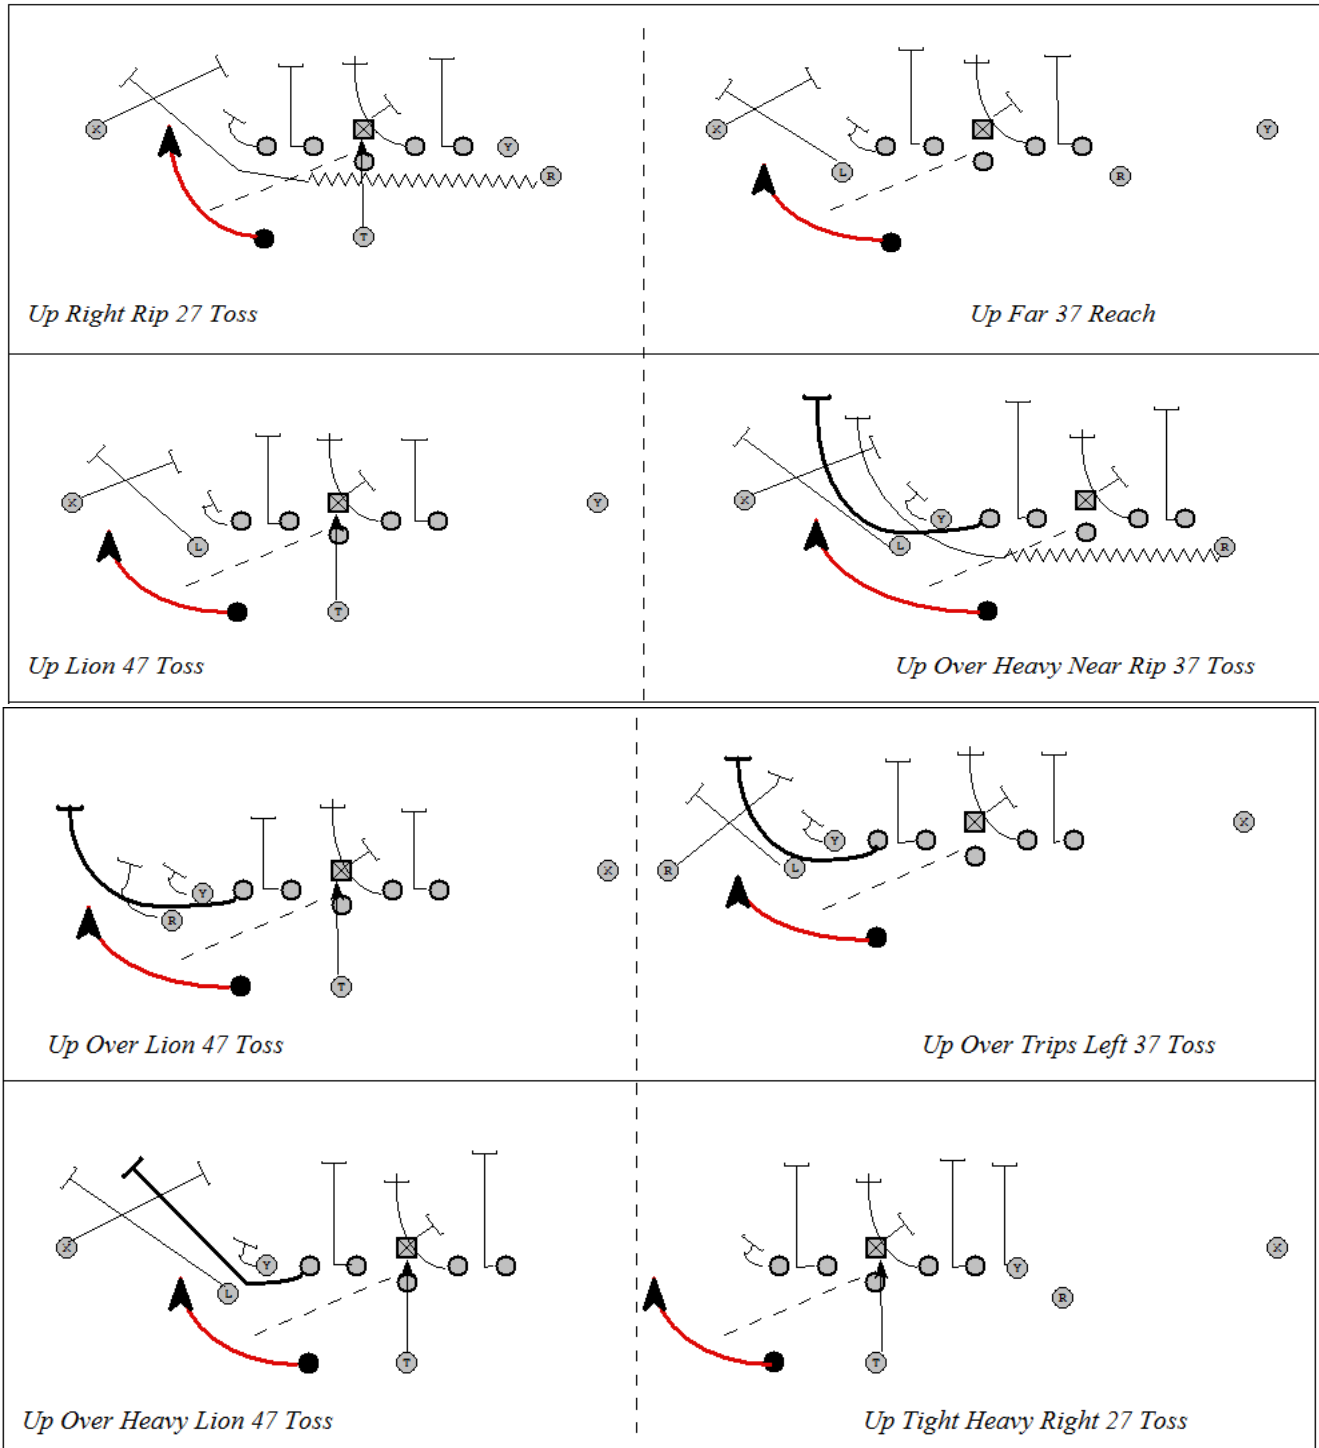 X Y R T
Up Right Rip 27 Toss
X L R Y
Up Far 37 Reach
X L T Y
Up Lion 47 Toss
X L Y R
Up Over Heavy Near Rip 37 Toss
R Y T X
Up Over Lion 47 Toss
R L Y X
Up Over Trips Left 37 Toss
X L Y T
Up Over Heavy Lion 47 Toss
T Y R X
Up Tight Heavy Right 27 Toss